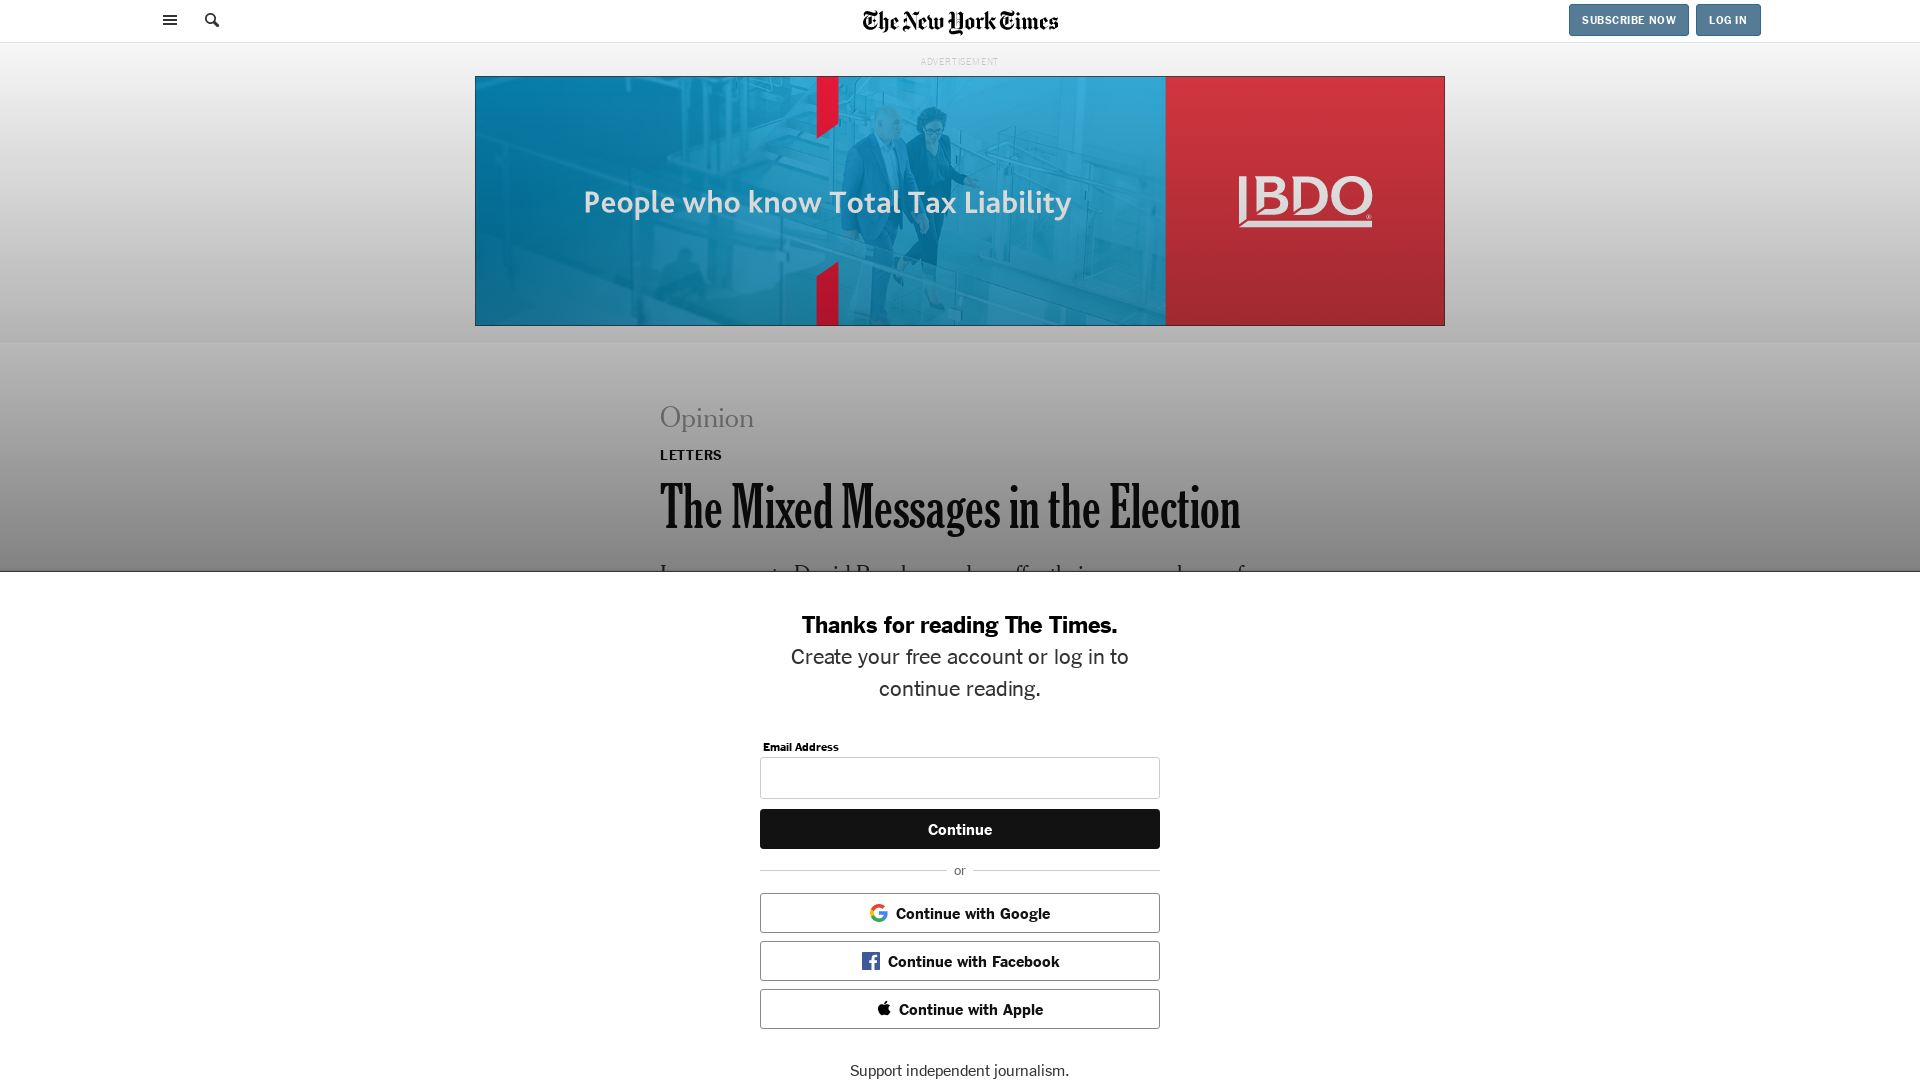 The New York Times
SUBSCRIBE NOW
LOG IN
ADVERTISEMENT
People who know Total Tax Liability
BDO
Opinion
LETTERS
The Mixed Messages in the Election
Thanks for reading The Times.
Create your free account or log in to
continue reading.
Email Address
Continue
or
Continue with Google
Continue with Facebook
Continue with Apple
Support independent journalism.